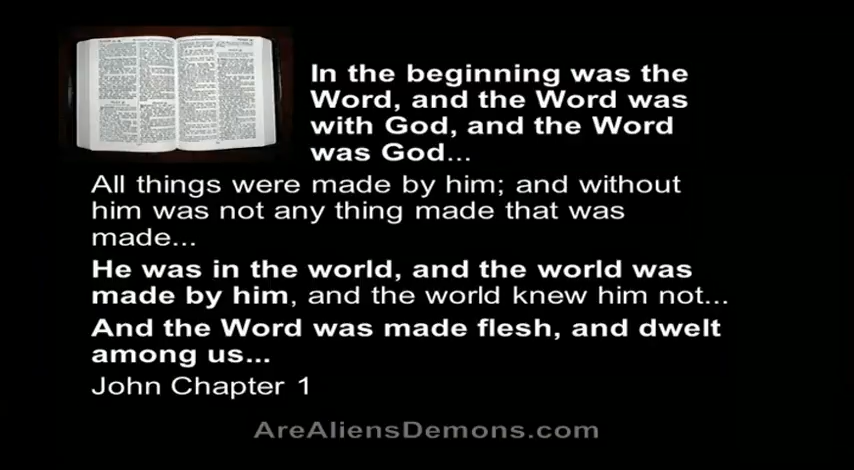 In the beginning was the
Word, and the Word was
with God, and the Word
was God...
All things were made by him; and without
him was not any thing made that was
made...
He was in the world, and the world was
made by him, and the world knew him not...
And the Word was made flesh, and dwelt
among us...
John Chapter 1
AreAliensDemons.com